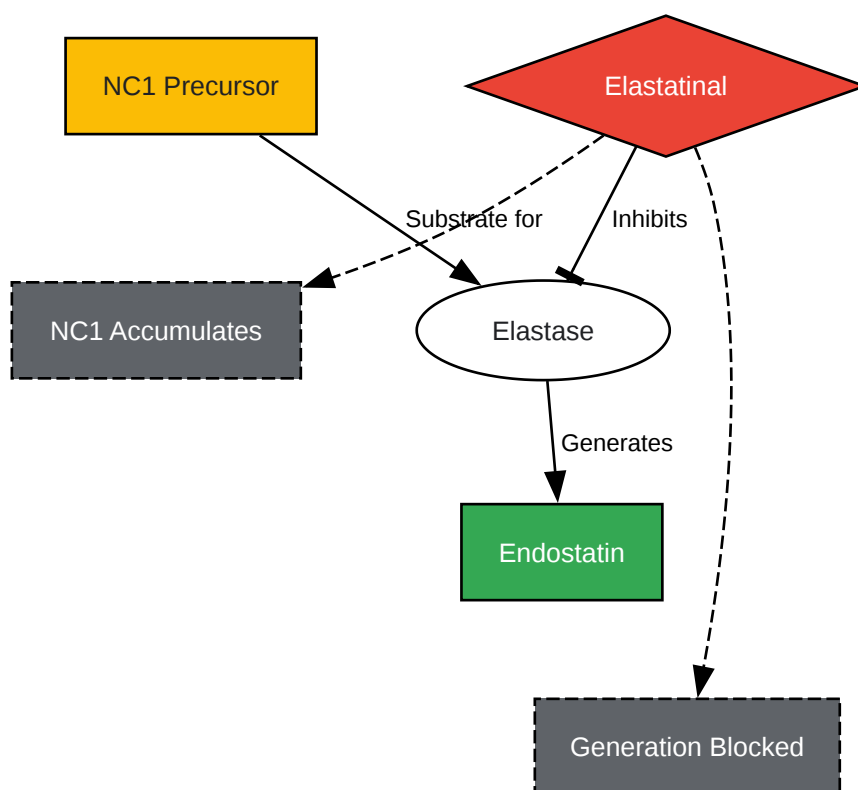 NC1 Precursor
Elastatinal
Substrate for
Inhibits
NC1 Accumulates
Elastase
Generates
Endostatin
Generation Blocked